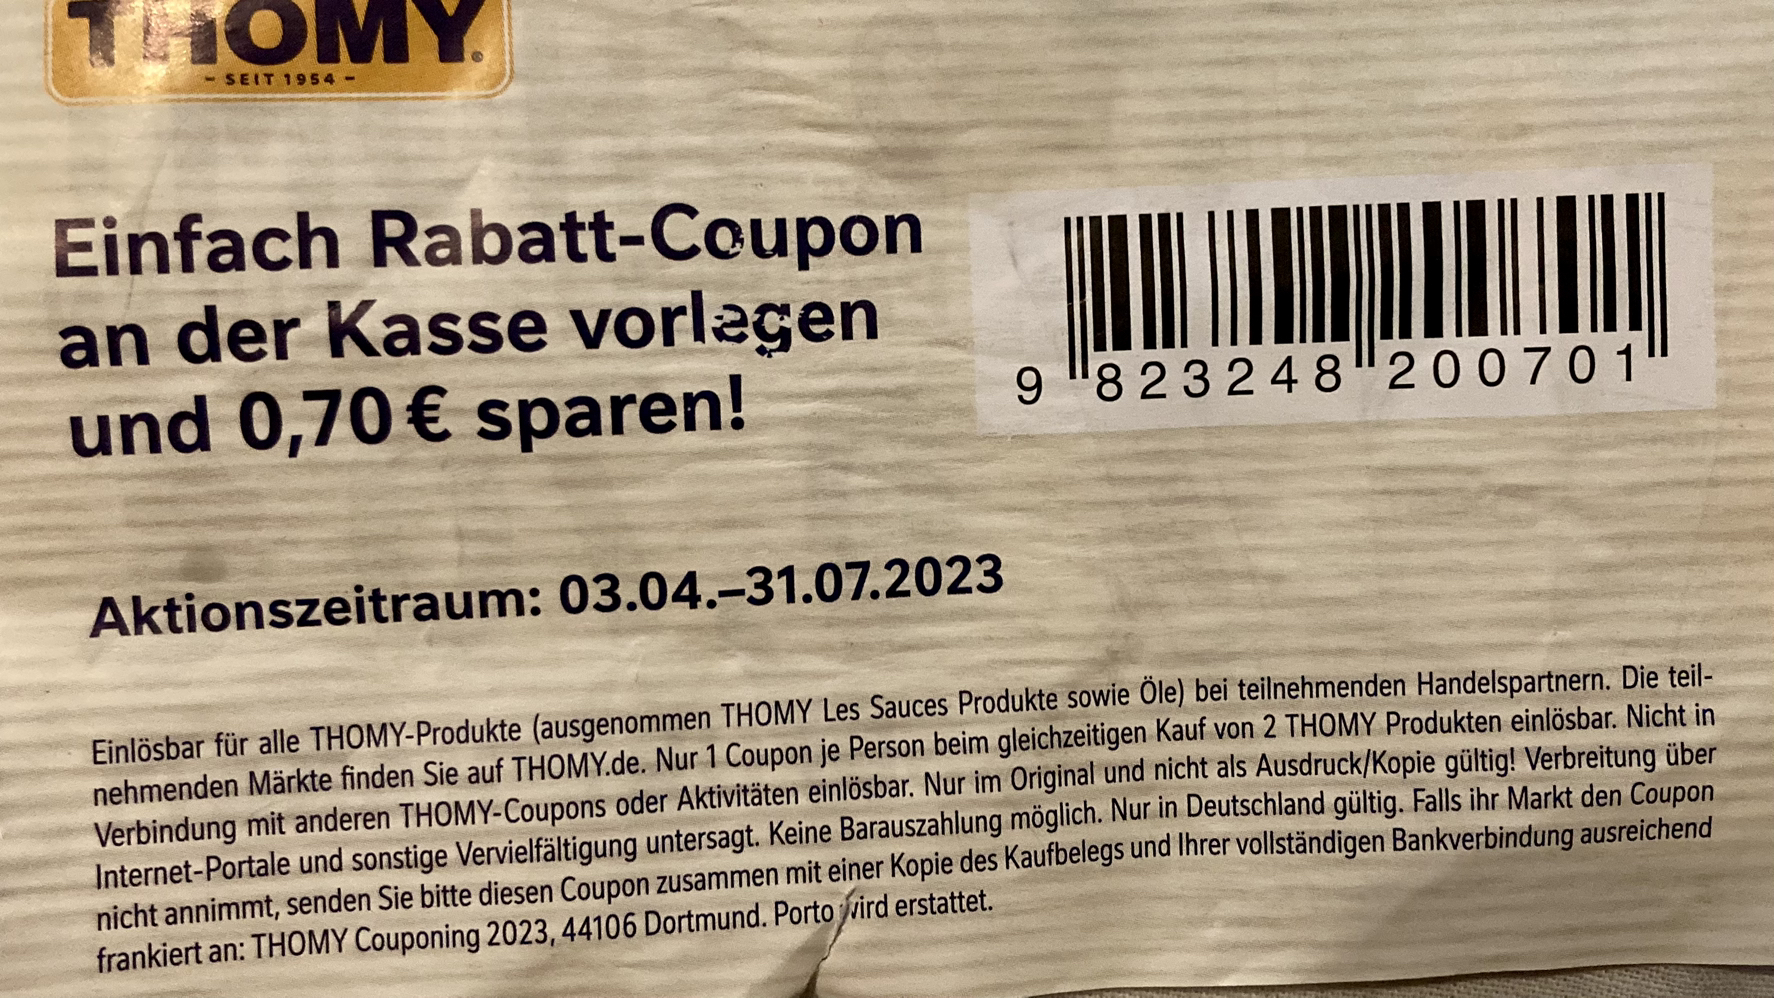 THOMY®
- SEIT 1954 -
Einfach Rabatt-Coupon
an der Kasse vorlegen
und 0,70 € sparen!
9 823248 200701
Aktionszeitraum: 03.04.–31.07.2023
Einlösbar für alle THOMY-Produkte (ausgenommen THOMY Les Sauces Produkte sowie Öle) bei teilnehmenden Handelspartnern. Die teil-
nehmenden Märkte finden Sie auf THOMY.de. Nur 1 Coupon je Person beim gleichzeitigen Kauf von 2 THOMY Produkten einlösbar. Nicht in
Verbindung mit anderen THOMY-Coupons oder Aktivitäten einlösbar. Nur im Original und nicht als Ausdruck/Kopie gültig! Verbreitung über
Internet-Portale und sonstige Vervielfältigung untersagt. Keine Barauszahlung möglich. Nur in Deutschland gültig. Falls ihr Markt den Coupon
nicht annimmt, senden Sie bitte diesen Coupon zusammen mit einer Kopie des Kaufbelegs und Ihrer vollständigen Bankverbindung ausreichend
frankiert an: THOMY Couponing 2023, 44106 Dortmund. Porto wird erstattet.